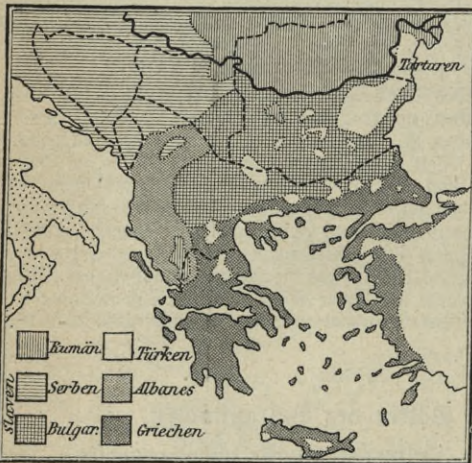 Tartaren
Rumän. Türken
Serben Albanes
Bulgar. Griechen
Slaven